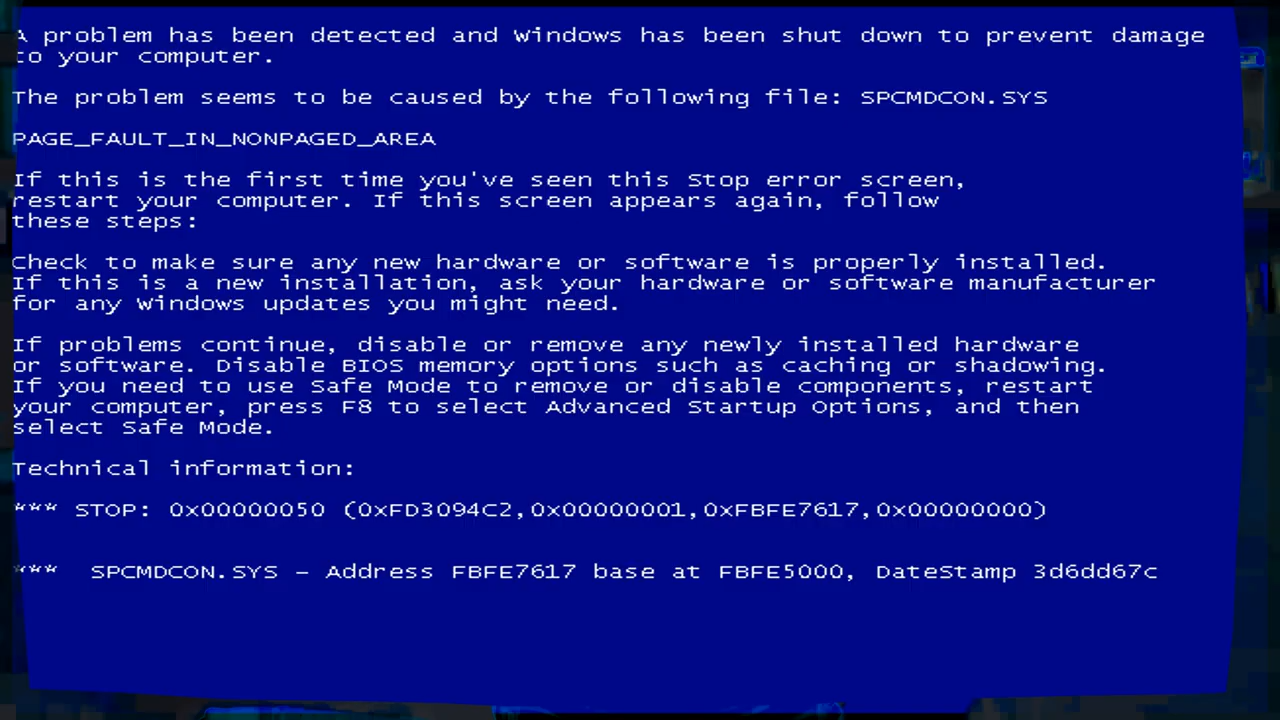 A problem has been detected and Windows has been shut down to prevent damage
to your computer.
The problem seems to be caused by the following file: SPCMDCON.SYS
PAGE_FAULT_IN_NONPAGED_AREA
If this is the first time you've seen this Stop error screen,
restart your computer. If this screen appears again, follow
these steps:
Check to make sure any new hardware or software is properly installed.
If this is a new installation, ask your hardware or software manufacturer
for any Windows updates you might need.
If problems continue, disable or remove any newly installed hardware
or software. Disable BIOS memory options such as caching or shadowing.
If you need to use Safe Mode to remove or disable components, restart
your computer, press F8 to select Advanced Startup Options, and then
select Safe Mode.
Technical information:
*** STOP: 0x00000050 (0xFD3094C2,0x00000001,0xFBFE7617,0x00000000)
*** SPCMDCON.SYS - Address FBFE7617 base at FBFE5000, DateStamp 3d6dd67c